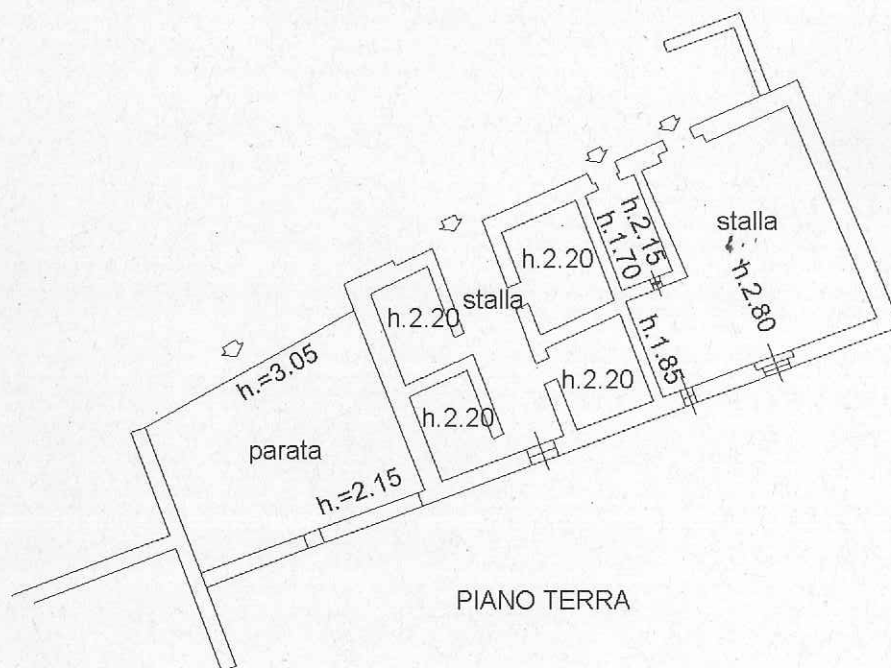 stalla
h.2.15
h.1.70
h.2.80
h.2.20
stalla
h.2.20
h.1.85
h.=3.05
h.2.20
h.2.20
parata
h.=2.15
PIANO TERRA